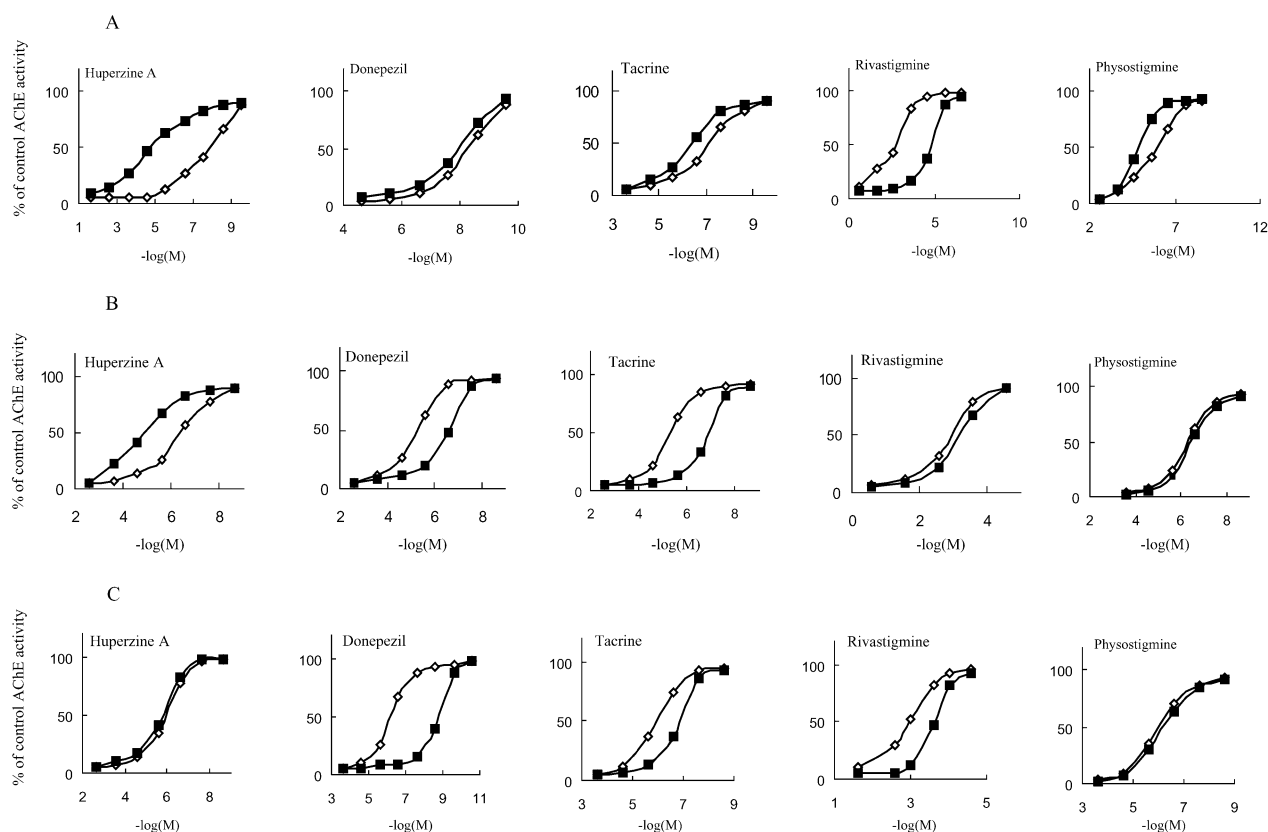 A
% of control AChE activity
Huperzine A
100
50
0
1 3 5 7 9
-log(M)
Donepezil
100
50
0
4 6 8 10
-log(M)
Tacrine
100
50
0
3 5 7 9
-log(M)
Rivastigmine
100
50
0
0 5 10
-log(M)
Physostigmine
100
50
0
2 7 12
-log(M)
B
% of control AChE activity
Huperzine A
100
50
0
2 4 6 8
-log(M)
Donepezil
100
50
0
2 4 6 8
-log(M)
Tacrine
100
50
0
2 4 6 8
-log(M)
Rivastigmine
100
50
0
0 2 4
-log(M)
Physostigmine
100
50
0
2 4 6 8
-log(M)
C
% of control AChE activity
Huperzine A
100
50
0
2 4 6 8
-log(M)
Donepezil
100
50
0
3 5 7 9 11
-log(M)
Tacrine
100
50
0
3 5 7 9
-log(M)
Rivastigmine
100
50
0
1 3 5
-log(M)
Physostigmine
100
50
0
3 5 7 9
-log(M)